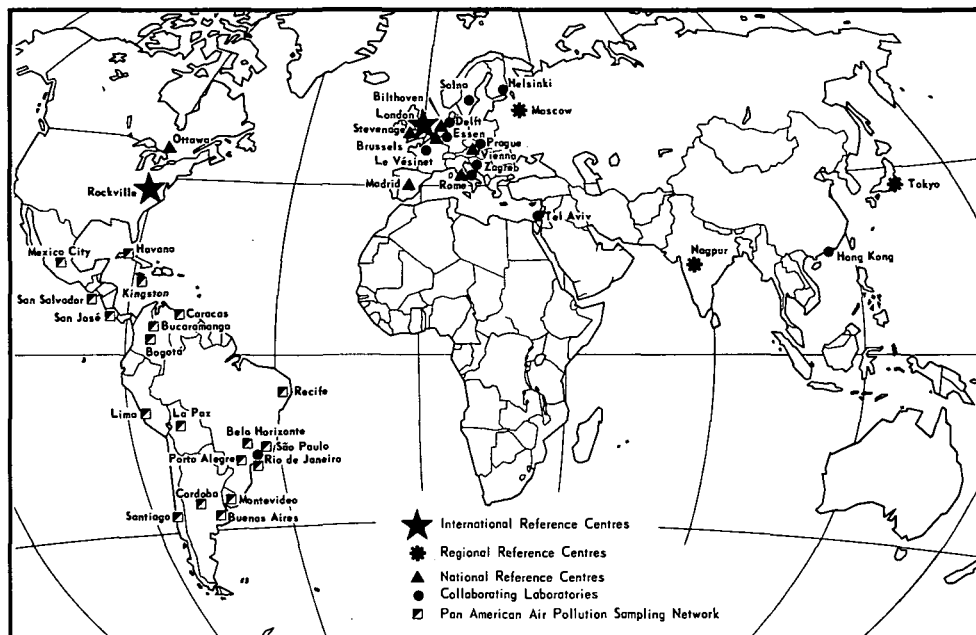 Ottawa
Rockville
Mexico City
Havana
Kingston
San Salvador
San José
Caracas
Bucaramanga
Bogotá
Recife
Lima
La Paz
Belo Horizonte
São Paulo
Porto Alegre
Rio de Janeiro
Cordoba
Montevideo
Santiago
Buenos Aires
Solna
Helsinki
Bilthoven
Moscow
London
Delft
Stevenage
Essen
Brussels
Prague
Le Vésinet
Vienna
Zagreb
Madrid
Rome
Tel Aviv
Tokyo
Nagpur
Hong Kong
International Reference Centres
Regional Reference Centres
National Reference Centres
Collaborating Laboratories
Pan American Air Pollution Sampling Network